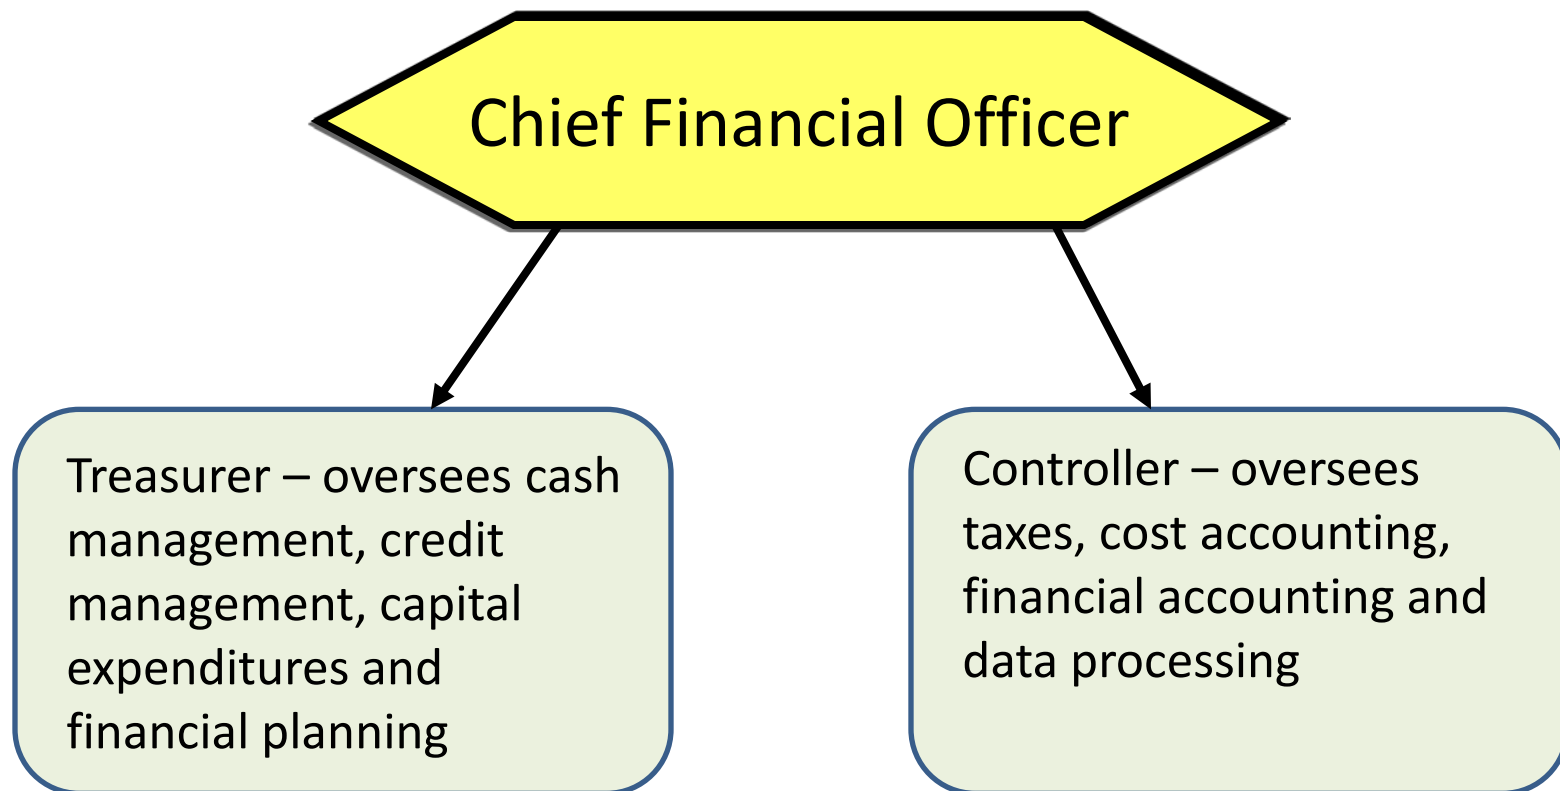 Chief Financial Officer
Treasurer – oversees cash
management, credit
management, capital
expenditures and
financial planning
Controller – oversees
taxes, cost accounting,
financial accounting and
data processing